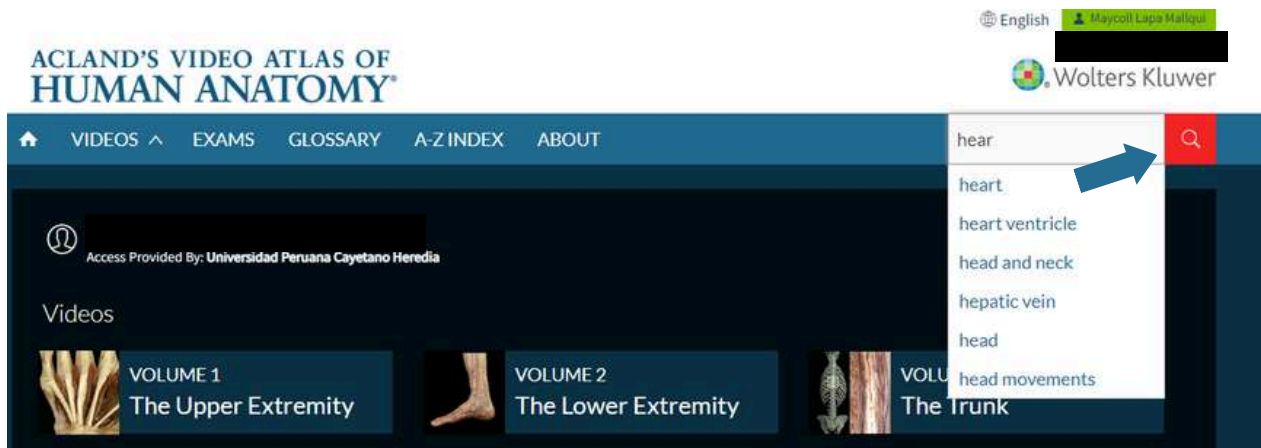 English
Maycoll Lapa Mallqui
ACLAND'S VIDEO ATLAS OF
HUMAN ANATOMY®
Wolters Kluwer
VIDEOS EXAMS GLOSSARY A-Z INDEX ABOUT
hear
heart
heart ventricle
head and neck
hepatic vein
head
head movements
Access Provided By: Universidad Peruana Cayetano Heredia
Videos
VOLUME 1
The Upper Extremity
VOLUME 2
The Lower Extremity
VOLU
The Trunk